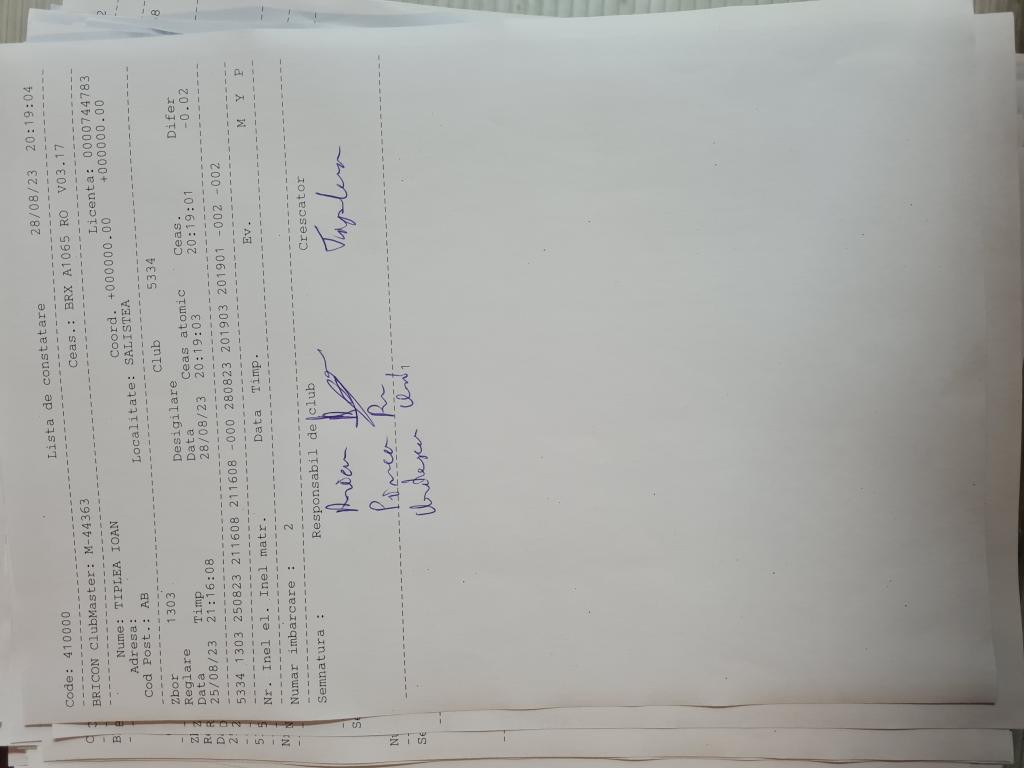 Lista de constatare 28/08/23 20:19:04
Code: 410000
BRICON ClubMaster: M-44363 Ceas.: BRX A1065 RO V03.17
Licenta: 0000744783
Nume: TIPLEA IOAN Coord. +000000.00 +000000.00
Adresa:
Cod Post.: AB Localitate: SALISTEA
Club 5334
Zbor 1303
Reglare Desigilare
Data Timp Data Ceas atomic Ceas. Difer
25/08/23 21:16:08 28/08/23 20:19:03 20:19:01 -0.02
5334 1303 250823 211608 211608 -000 280823 201903 201901 -002 -002
Nr. Inel el. Inel matr. Data Timp. Ev. M Y P
Numar imbarcare : 2
Semnatura : Responsabil de club Crescator